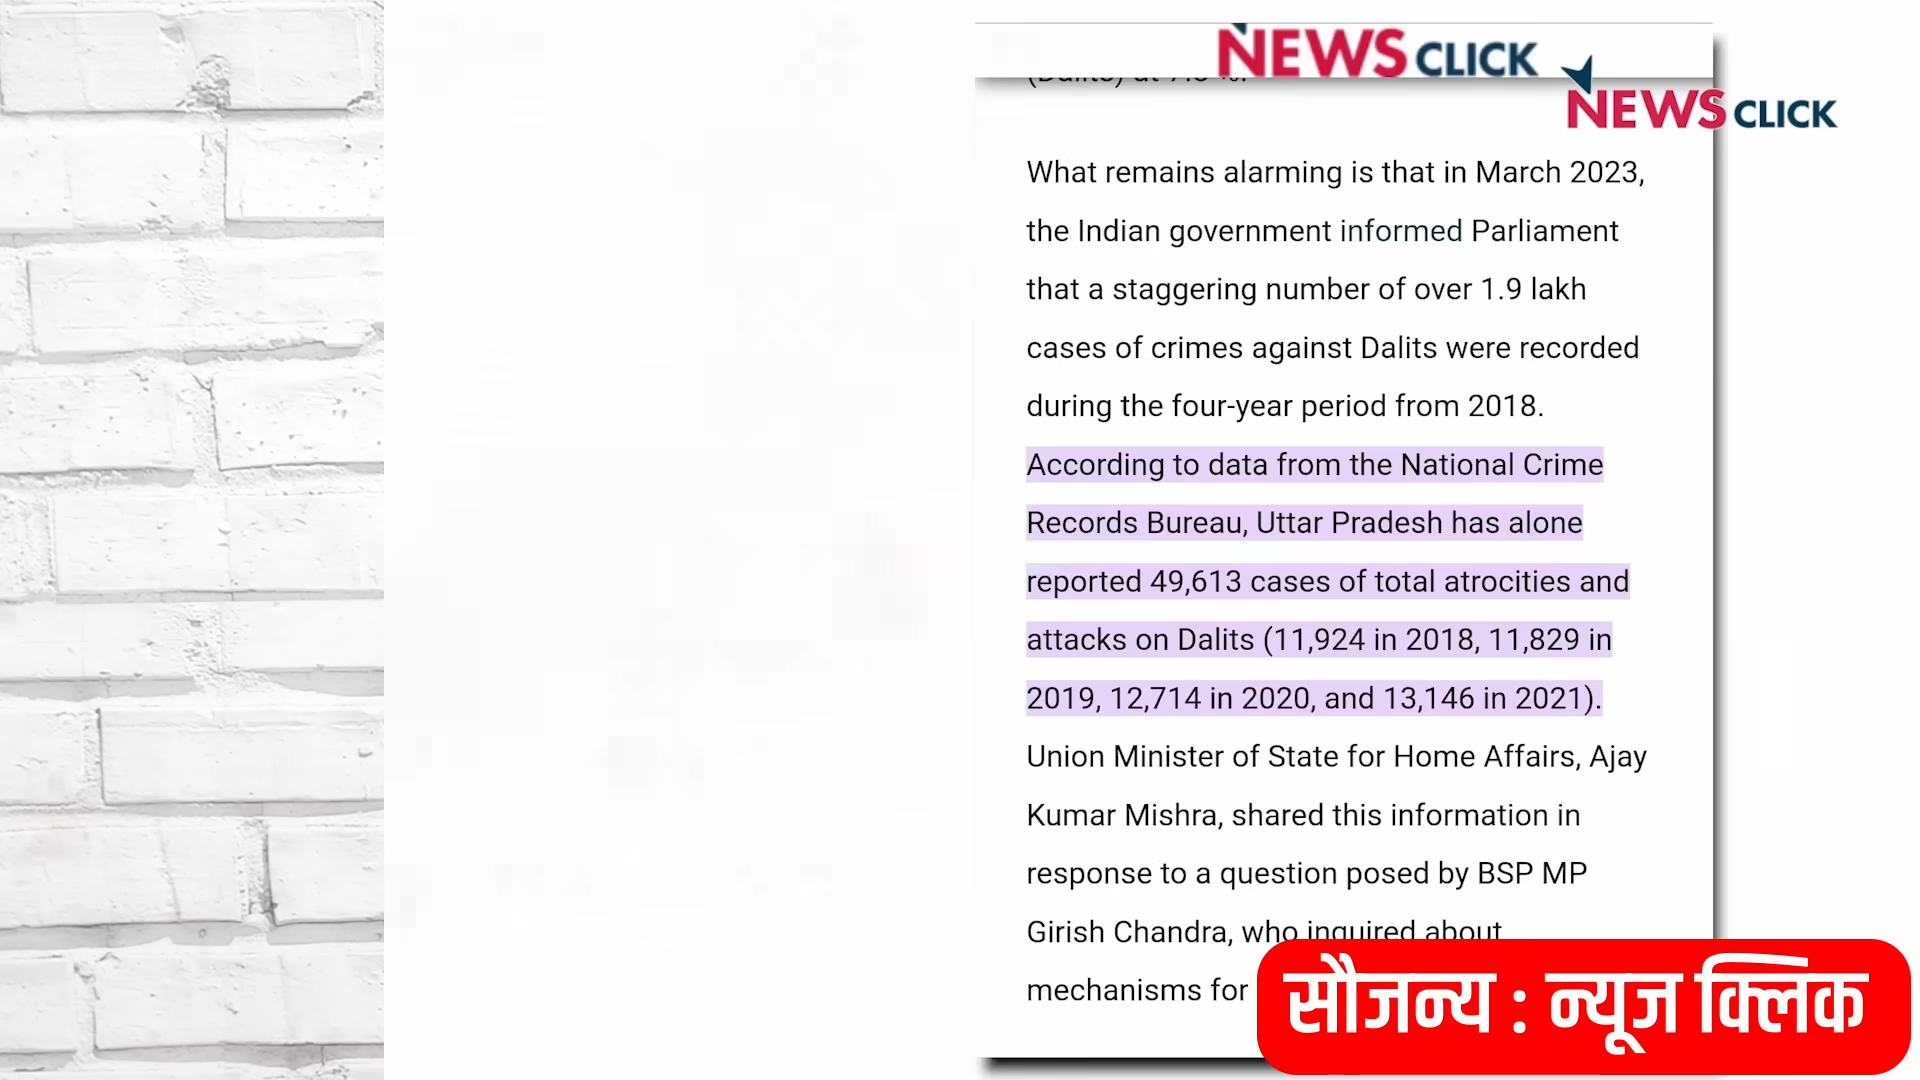 NEWSCLICK
NEWSCLICK
What remains alarming is that in March 2023,
the Indian government informed Parliament
that a staggering number of over 1.9 lakh
cases of crimes against Dalits were recorded
during the four-year period from 2018.
According to data from the National Crime
Records Bureau, Uttar Pradesh has alone
reported 49,613 cases of total atrocities and
attacks on Dalits (11,924 in 2018, 11,829 in
2019, 12,714 in 2020, and 13,146 in 2021).
Union Minister of State for Home Affairs, Ajay
Kumar Mishra, shared this information in
response to a question posed by BSP MP
Girish Chandra, who inquired about
mechanisms for
सौजन्य : न्यूज क्लिक